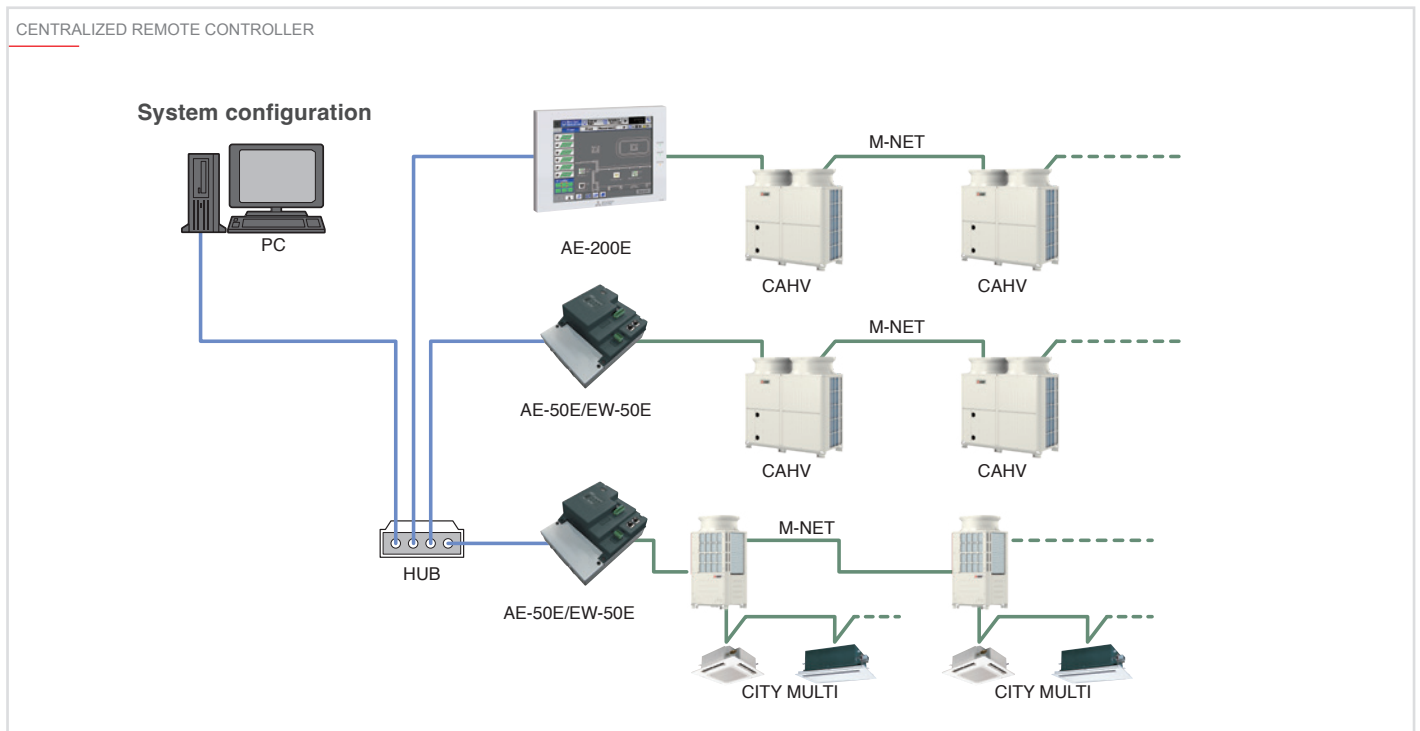 CENTRALIZED REMOTE CONTROLLER
System configuration
PC
AE-200E
M-NET
CAHV
CAHV
AE-50E/EW-50E
M-NET
CAHV
CAHV
HUB
AE-50E/EW-50E
M-NET
CITY MULTI
CITY MULTI